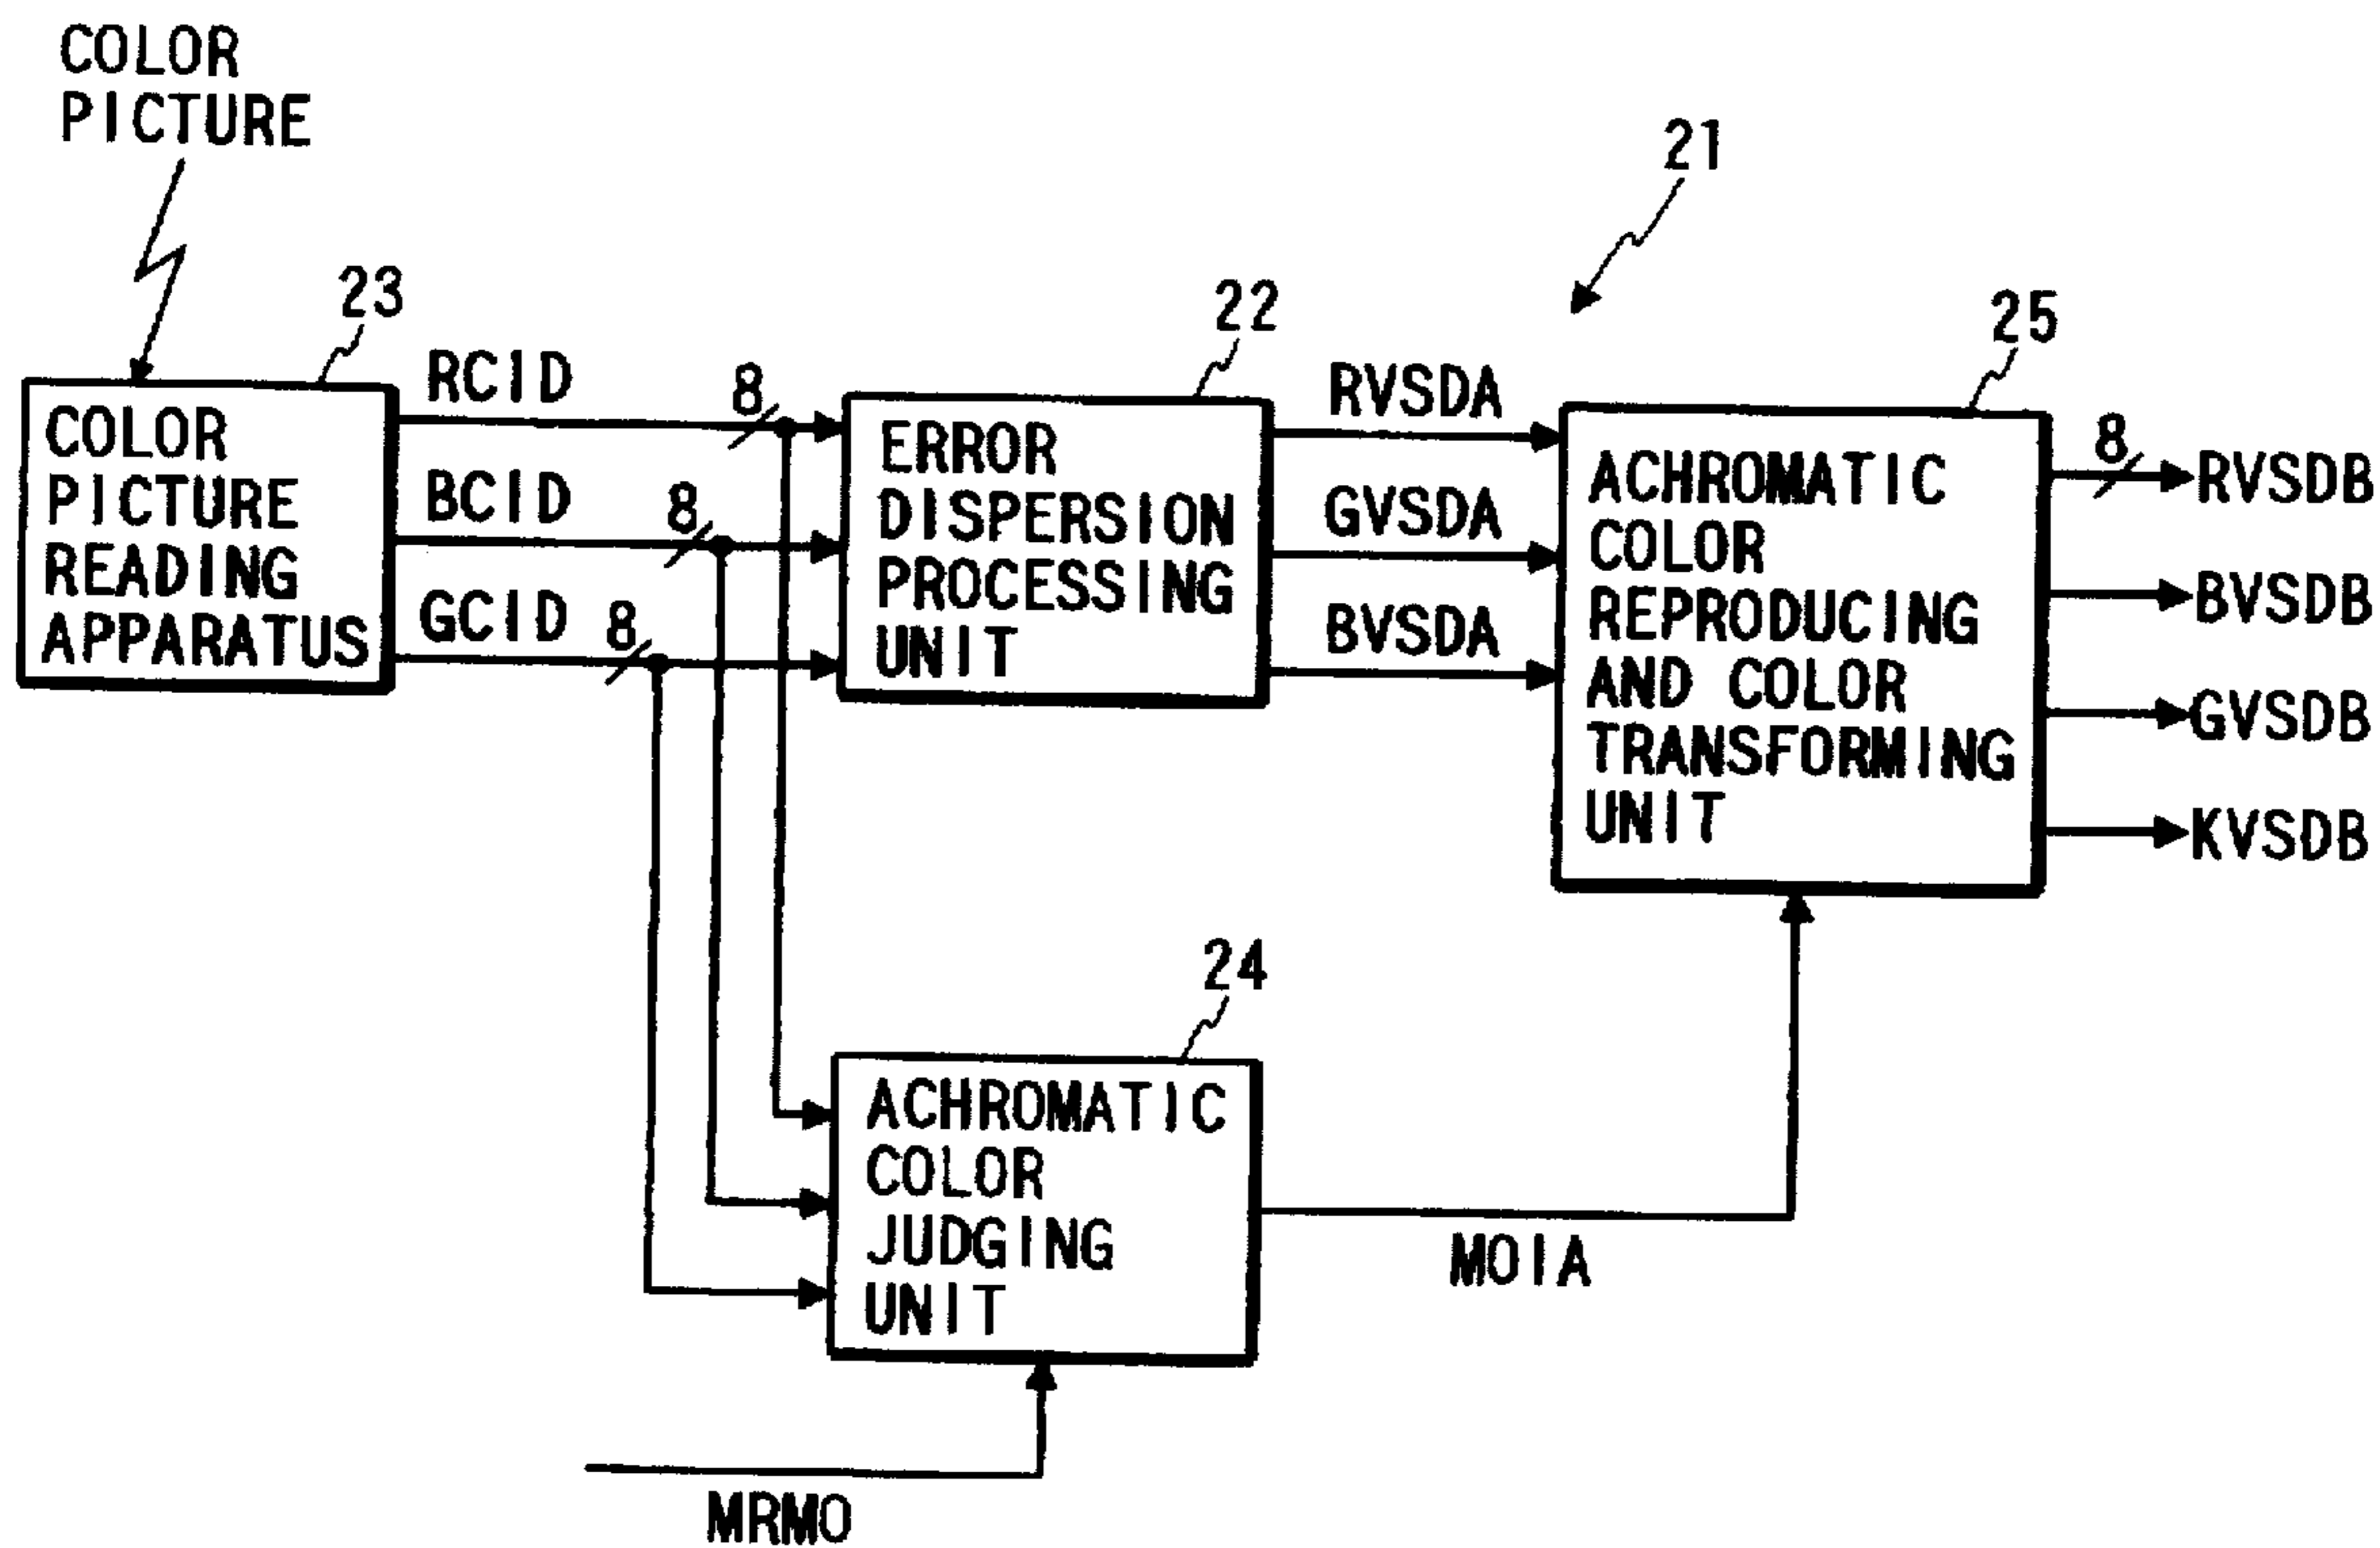 COLOR
PICTURE
21
23
22
25
RCID
8
BCID
8
GCID
8
COLOR
PICTURE
READING
APPARATUS
ERROR
DISPERSION
PROCESSING
UNIT
RVSDA
GVSDA
BVSDA
ACHROMATIC
COLOR
REPRODUCING
AND COLOR
TRANSFORMING
UNIT
8
RVSDB
BVSDB
GVSDB
KVSDB
24
ACHROMATIC
COLOR
JUDGING
UNIT
MOIA
MRMO